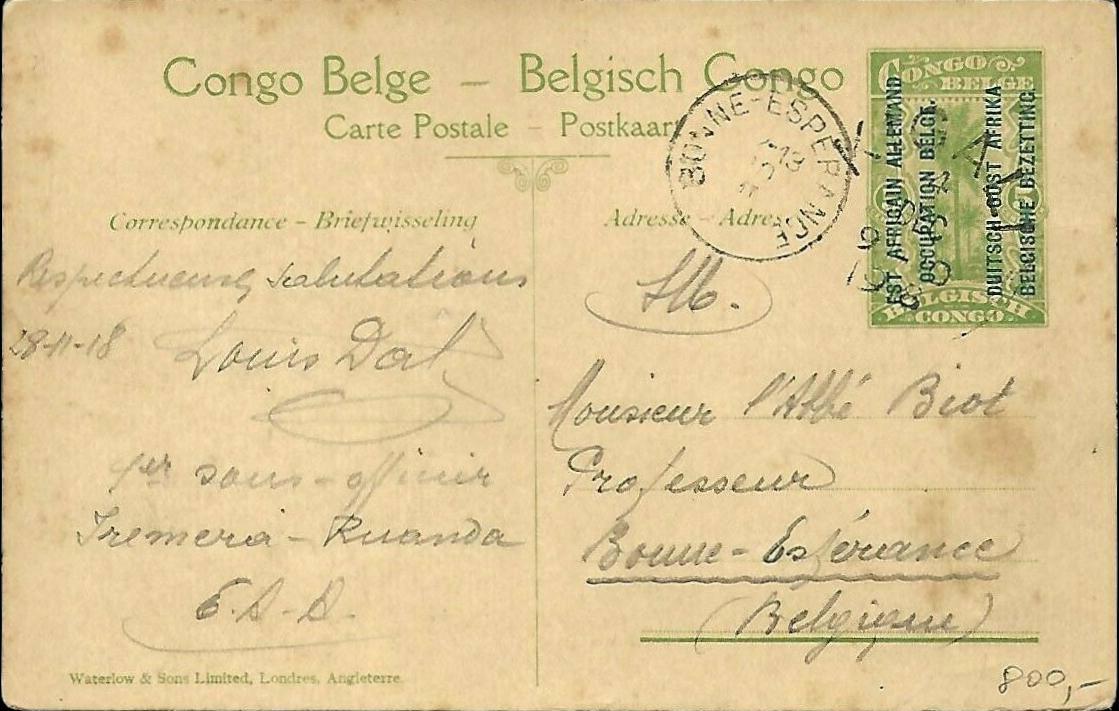 Congo Belge – Belgisch Congo
Carte Postale – Postkaart
Correspondance – Briefwisseling
Respectueuses salutations
28-11-18
Louis
1er sous-officier
Ruanda
E.A.A.
Waterlow & Sons Limited, Londres, Angleterre.
Adresse – Adres
SM.
Monsieur l'Abbé Biot
Professeur
Bonne-Espérance
(Belgique)
BONNE-ESPERANCE
CONGO
BELGE
EST AFRICAIN ALLEMAND
OCCUPATION BELGE.
DUITSCH-OOST AFRIKA
BELGISCHE BEZETTING.
BELGISCH
CONGO
800,-